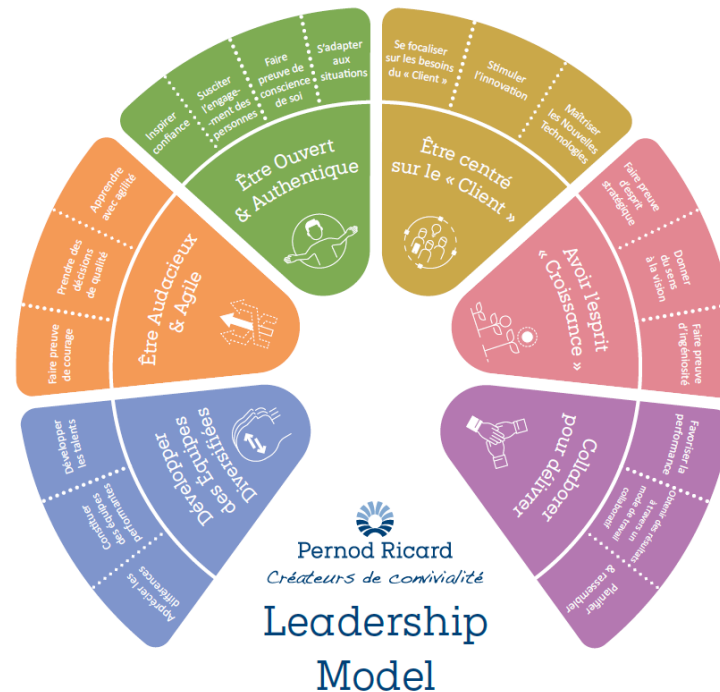 Développer
des Équipes
Diversifiées
Apprécier les
différences
Constituer
des équipes
performantes
Développer
les talents
Être Audacieux
& Agile
Faire preuve
de courage
Prendre des
décisions
de qualité
Apprendre
avec agilité
Être Ouvert
& Authentique
Inspirer
confiance
Susciter
l'engage-
-ment des
personnes
Faire
preuve de
conscience
de soi
S'adapter
aux
situations
Être centré
sur le « Client »
Se focaliser
sur les besoins
du « Client »
Stimuler
l'innovation
Maîtriser
les Nouvelles
Technologies
Avoir l'esprit
« Croissance »
Faire preuve
d'esprit
stratégique
Donner
du sens
à la vision
Faire preuve
d'ingéniosité
Collaborer
pour délivrer
Favoriser la
performance
Obtenir des résultats
à travers un
mode de travail
collaboratif
Planifier
& rassembler
Pernod Ricard
Créateurs de convivialité
Leadership
Model